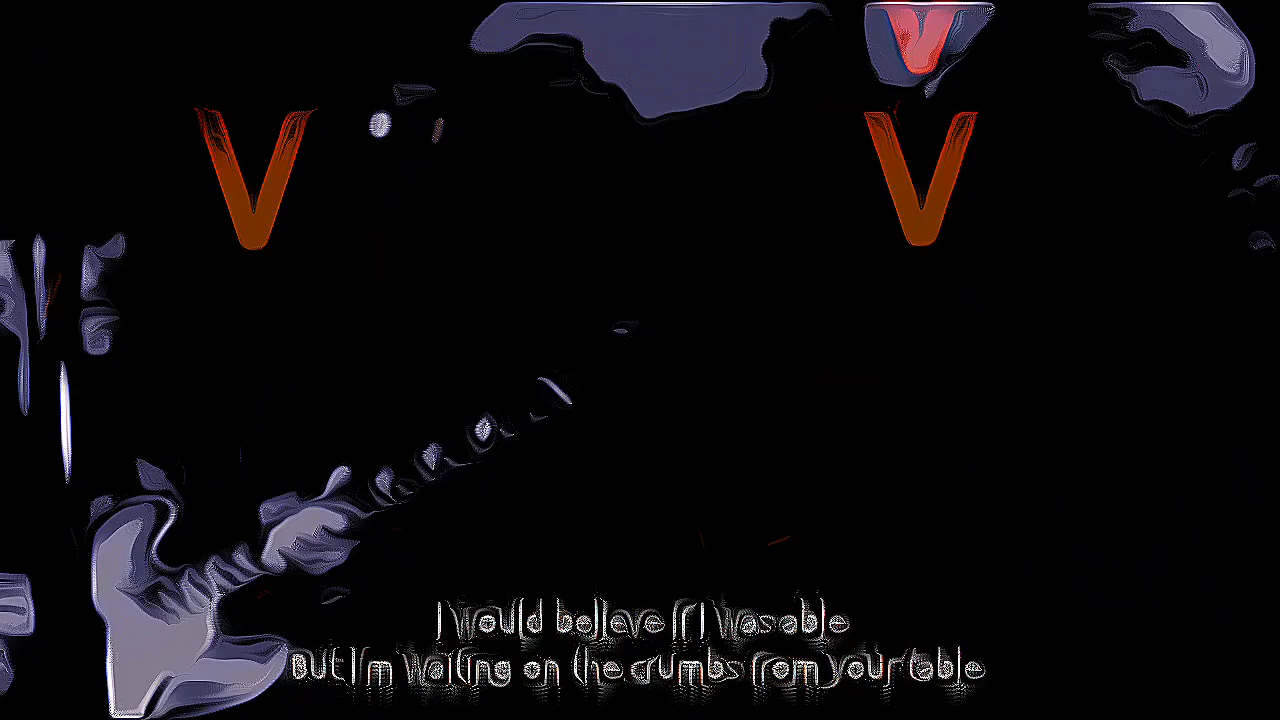 V V V
I would believe if I was able
But I'm waiting on the crumbs from your table